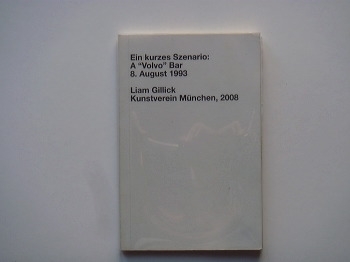 Ein kurzes Szenario:
A "Volvo" Bar
8. August 1993
Liam Gillick
Kunstverein München, 2008